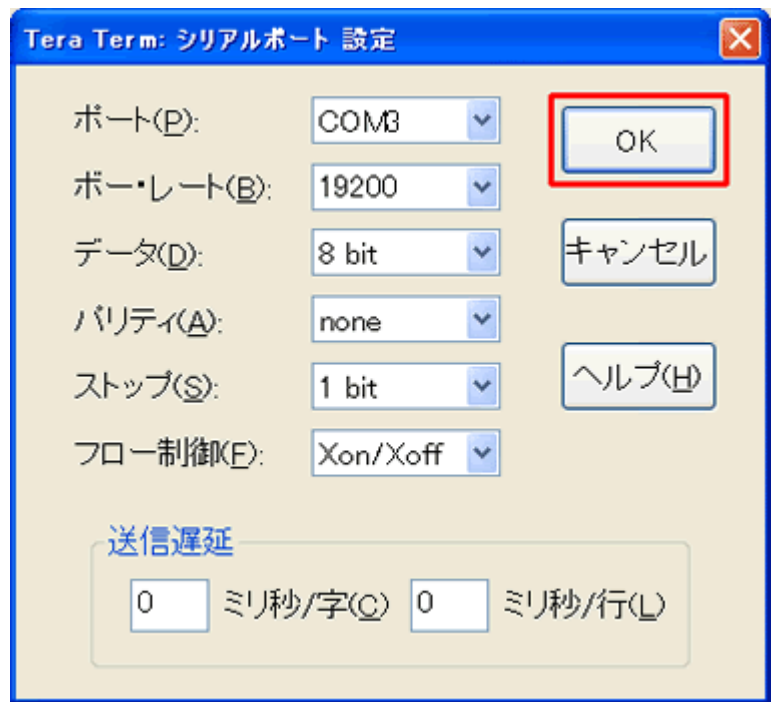 Tera Term: シリアルポート 設定
ポート(P): COM3
OK
ボー・レート(B): 19200
データ(D): 8 bit
キャンセル
パリティ(A): none
ストップ(S): 1 bit
ヘルプ(H)
フロー制御(F): Xon/Xoff
送信遅延
0 ミリ秒/字(C) 0 ミリ秒/行(L)